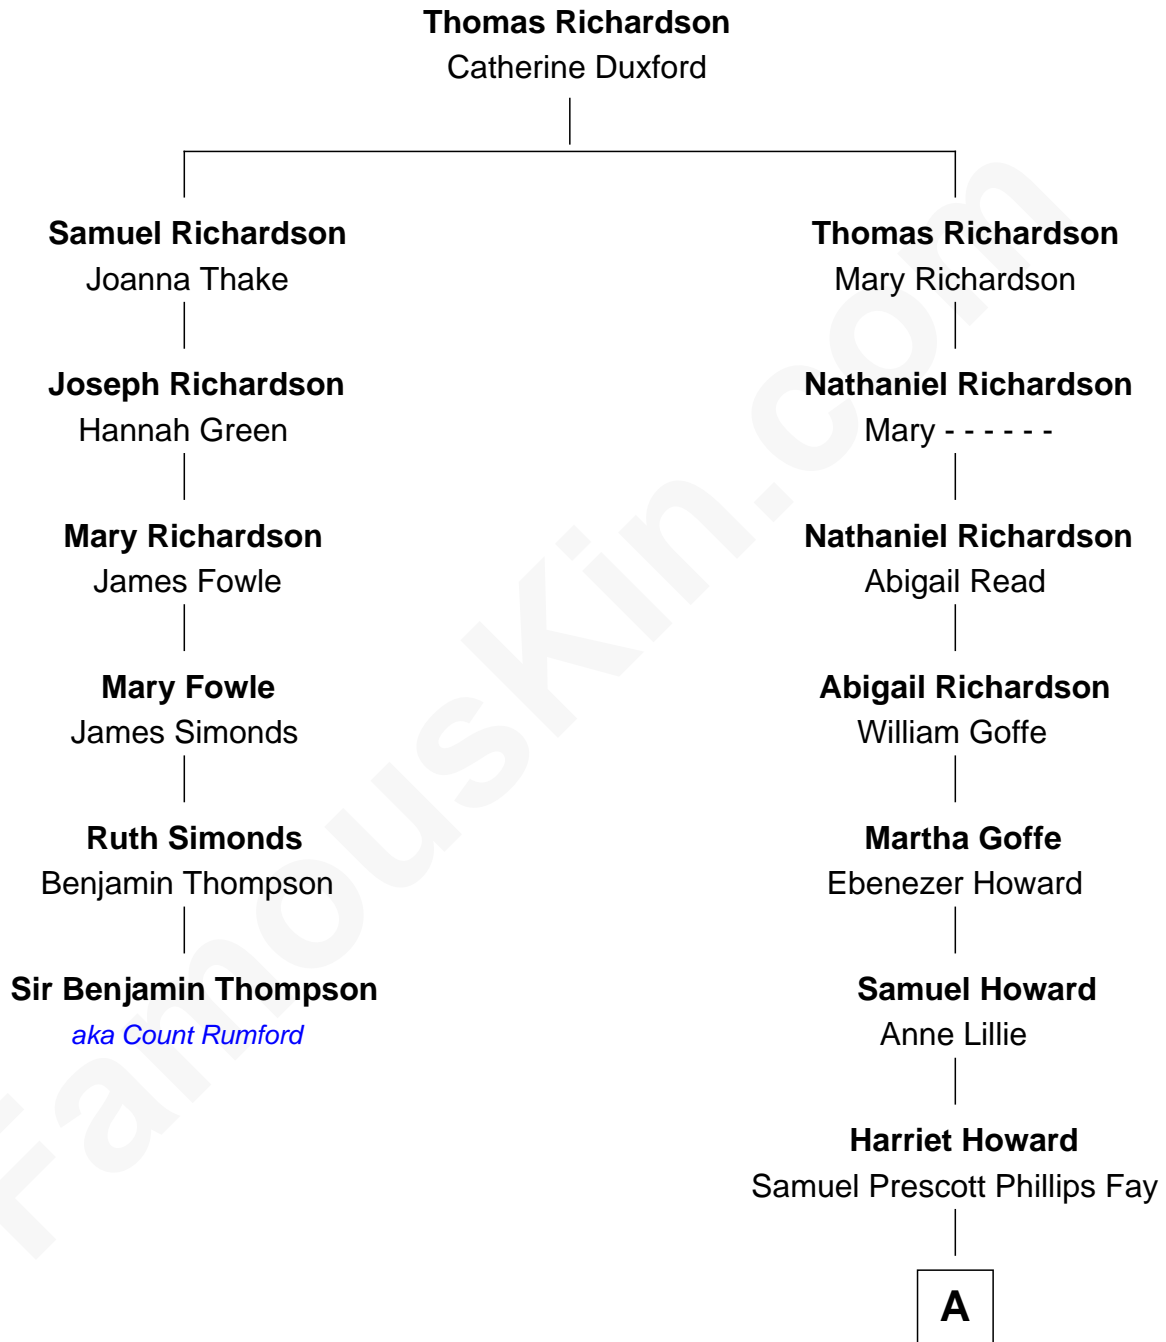 Thomas Richardson
Catherine Duxford
Samuel Richardson
Joanna Thake
Thomas Richardson
Mary Richardson
Joseph Richardson
Hannah Green
Nathaniel Richardson
Mary - - - - - -
Mary Richardson
James Fowle
Nathaniel Richardson
Abigail Read
Mary Fowle
James Simonds
Abigail Richardson
William Goffe
Ruth Simonds
Benjamin Thompson
Martha Goffe
Ebenezer Howard
Sir Benjamin Thompson
aka Count Rumford
Samuel Howard
Anne Lillie
Harriet Howard
Samuel Prescott Phillips Fay
A
FamousKin.com